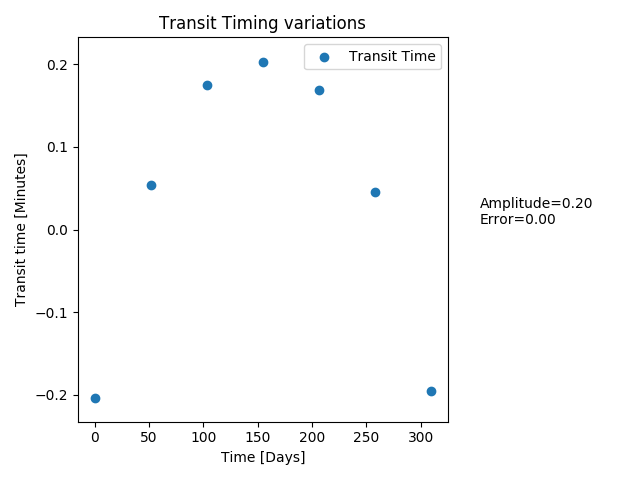 Transit Timing variations
Transit Time
0.2
0.1
0.0
−0.1
−0.2
Transit time [Minutes]
Amplitude=0.20
Error=0.00
0 50 100 150 200 250 300
Time [Days]